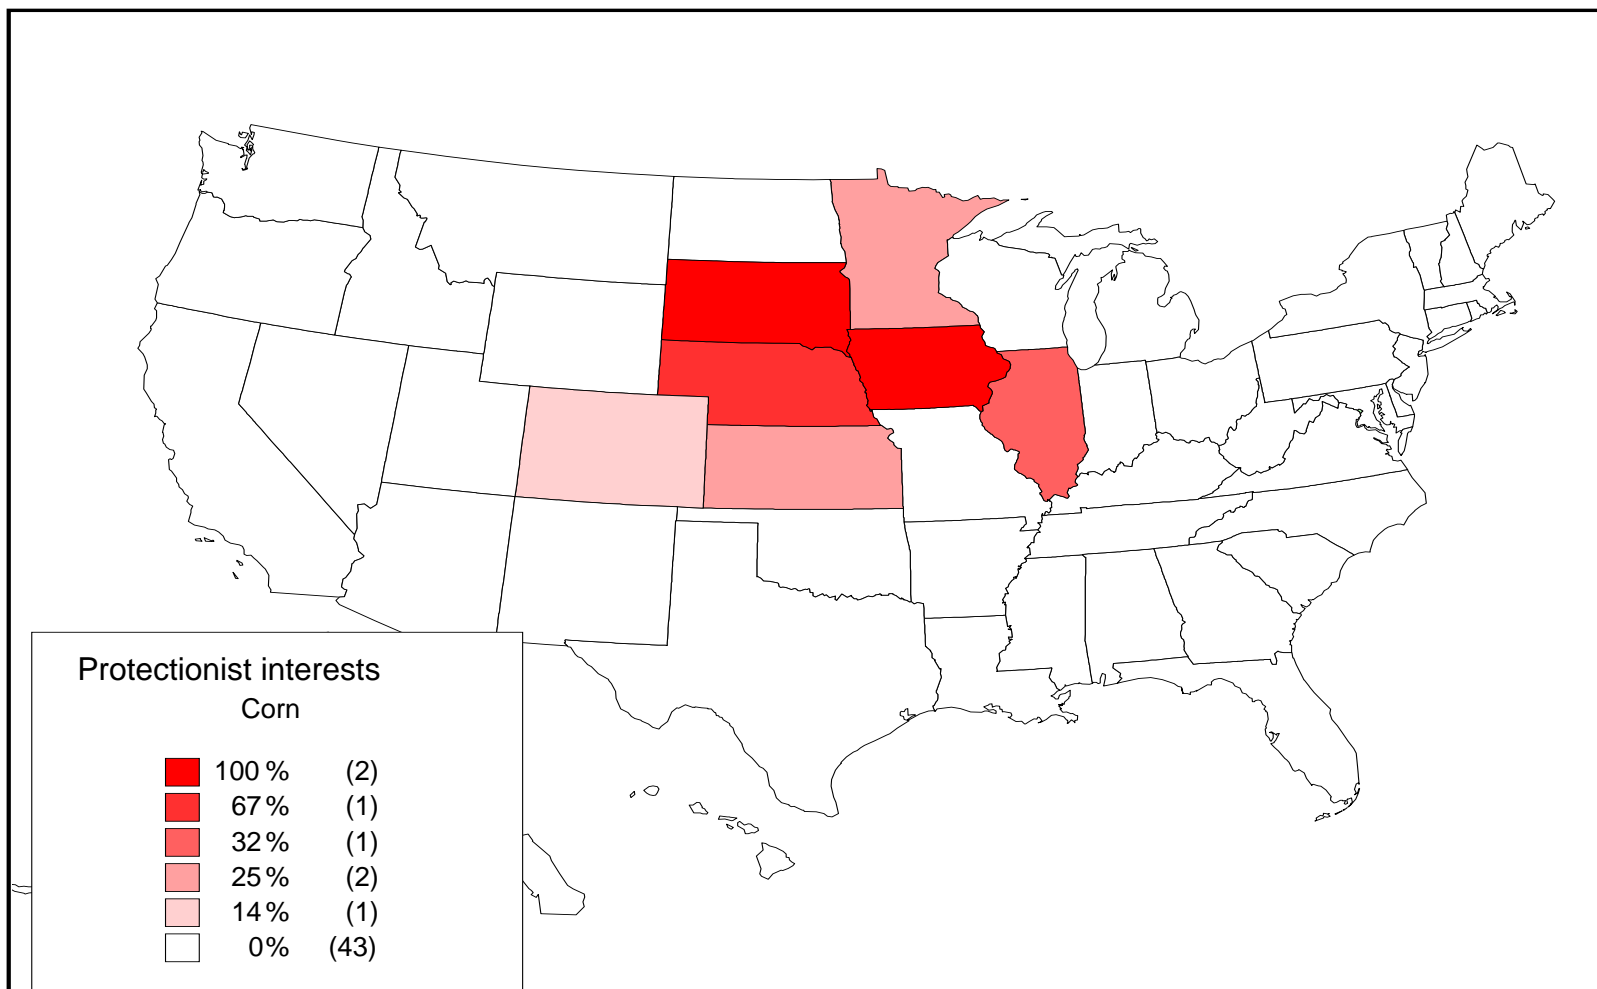 Protectionist interests
Corn
100 % (2)
67 % (1)
32 % (1)
25 % (2)
14 % (1)
0 % (43)